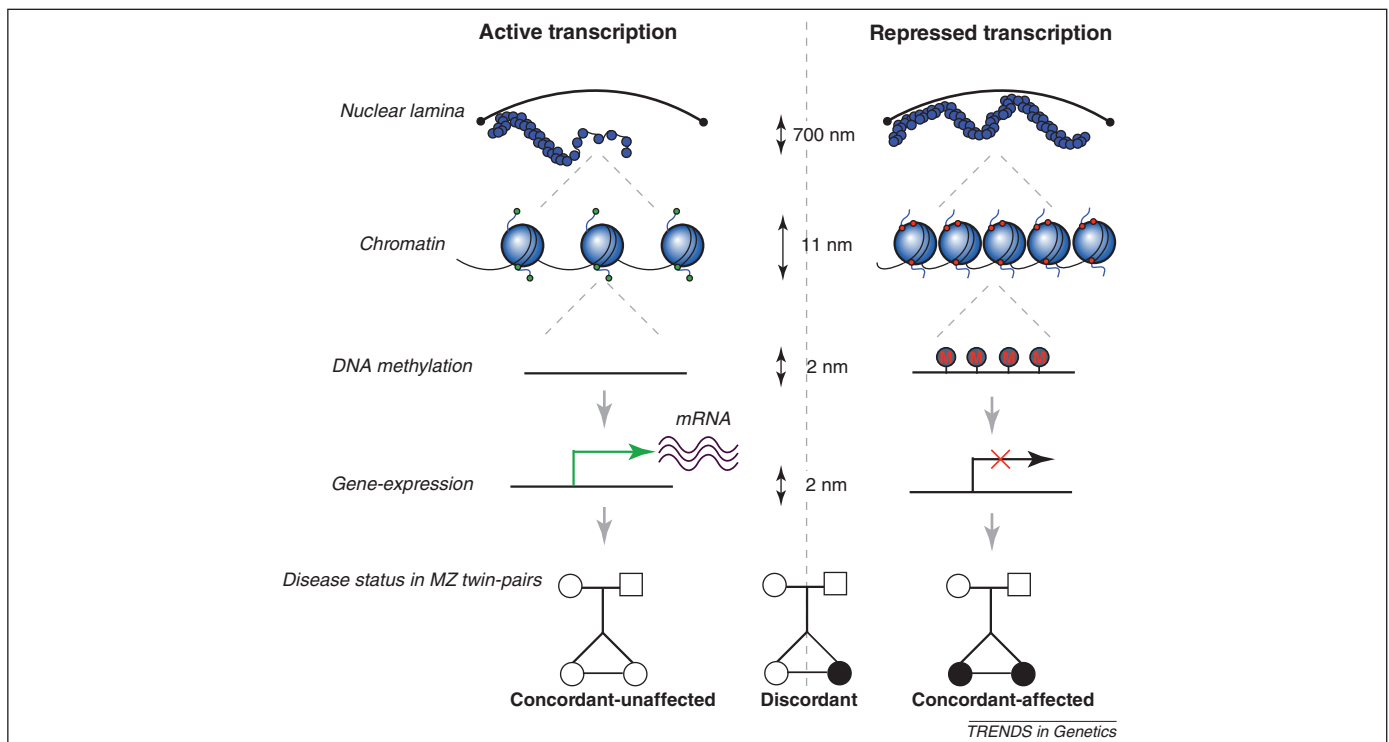 Active transcription
Repressed transcription
Nuclear lamina
700 nm
Chromatin
11 nm
DNA methylation
2 nm
M M M M
mRNA
Gene-expression
2 nm
Disease status in MZ twin-pairs
Concordant-unaffected
Discordant
Concordant-affected
TRENDS in Genetics